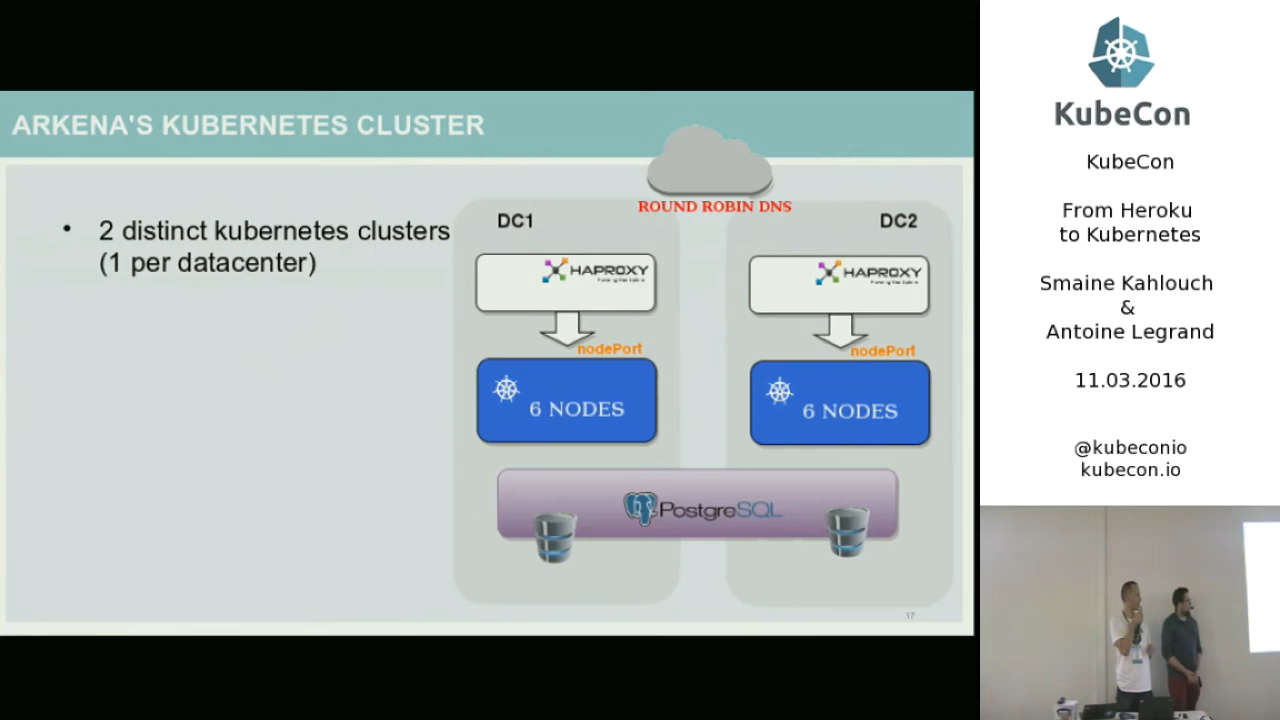 ARKENA'S KUBERNETES CLUSTER
• 2 distinct kubernetes clusters
(1 per datacenter)
ROUND ROBIN DNS
DC1
DC2
HAPROXY
HAPROXY
nodePort
nodePort
6 NODES
6 NODES
PostgreSQL
17
KubeCon
KubeCon
From Heroku
to Kubernetes
Smaine Kahlouch
&
Antoine Legrand
11.03.2016
@kubeconio
kubecon.io